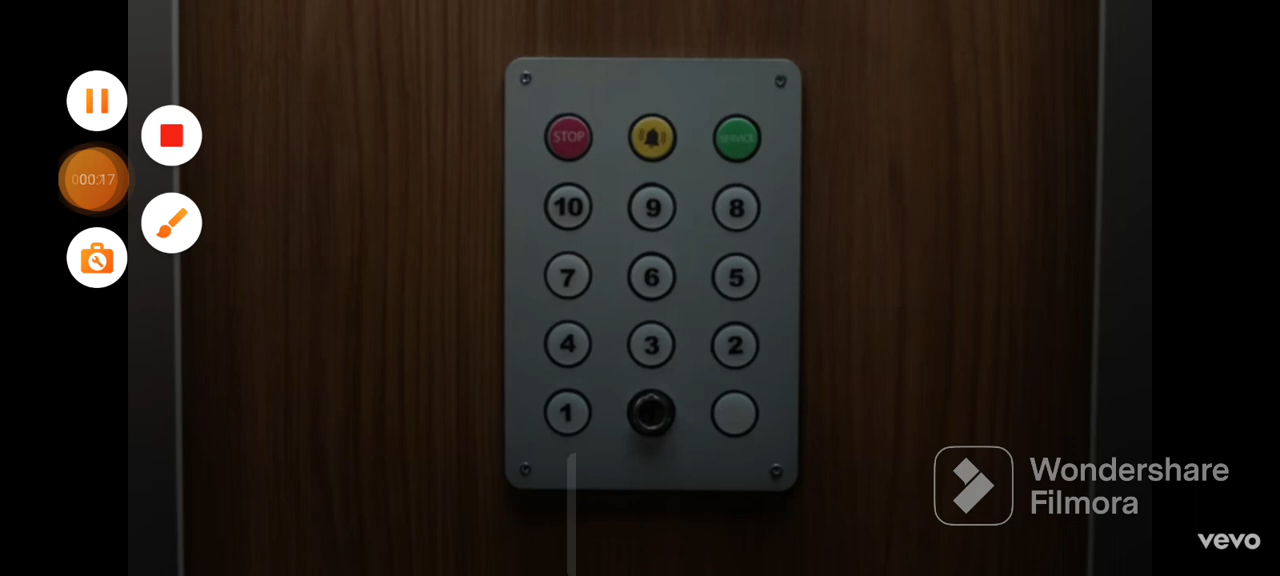 00:17
STOP
SERVICE
10 9 8
7 6 5
4 3 2
1
Wondershare
Filmora
vevo